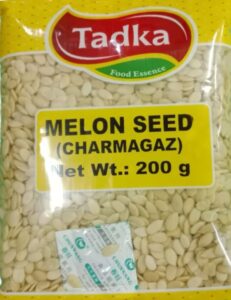 Tadka
Food Essence
MELON SEED
(CHARMAGAZ)
Net Wt.: 200 g